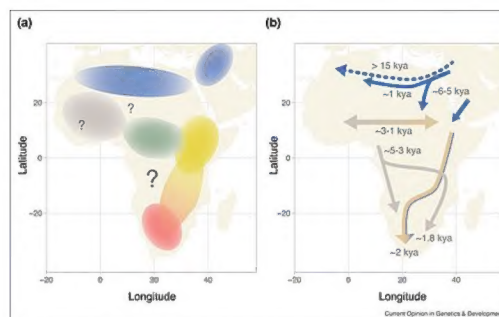 (a)
(b)
> 15 kya
~1 kya
~6-5 kya
?
?
~3-1 kya
~5-3 kya
?
~1.8 kya
~2 kya
20
0
-20
0
20
40
60
Latitude
Longitude
20
0
-20
0
20
40
60
Latitude
Longitude
Current Opinion in Genetics & Development